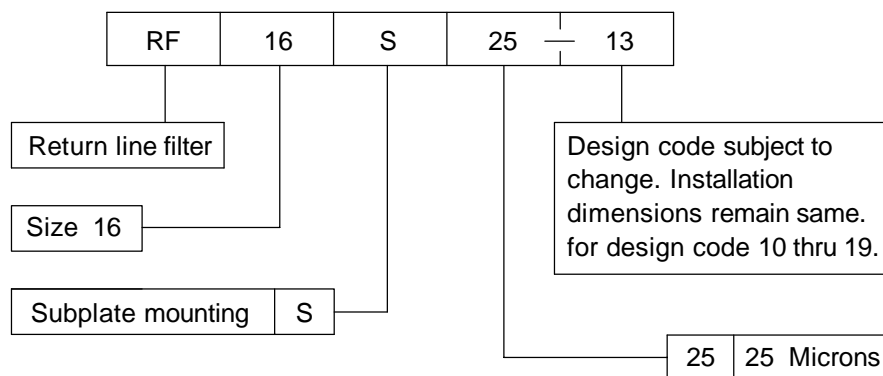 RF 16 S 25 — 13
Return line filter
Size 16
Subplate mounting S
Design code subject to
change. Installation
dimensions remain same.
for design code 10 thru 19.
25 25 Microns